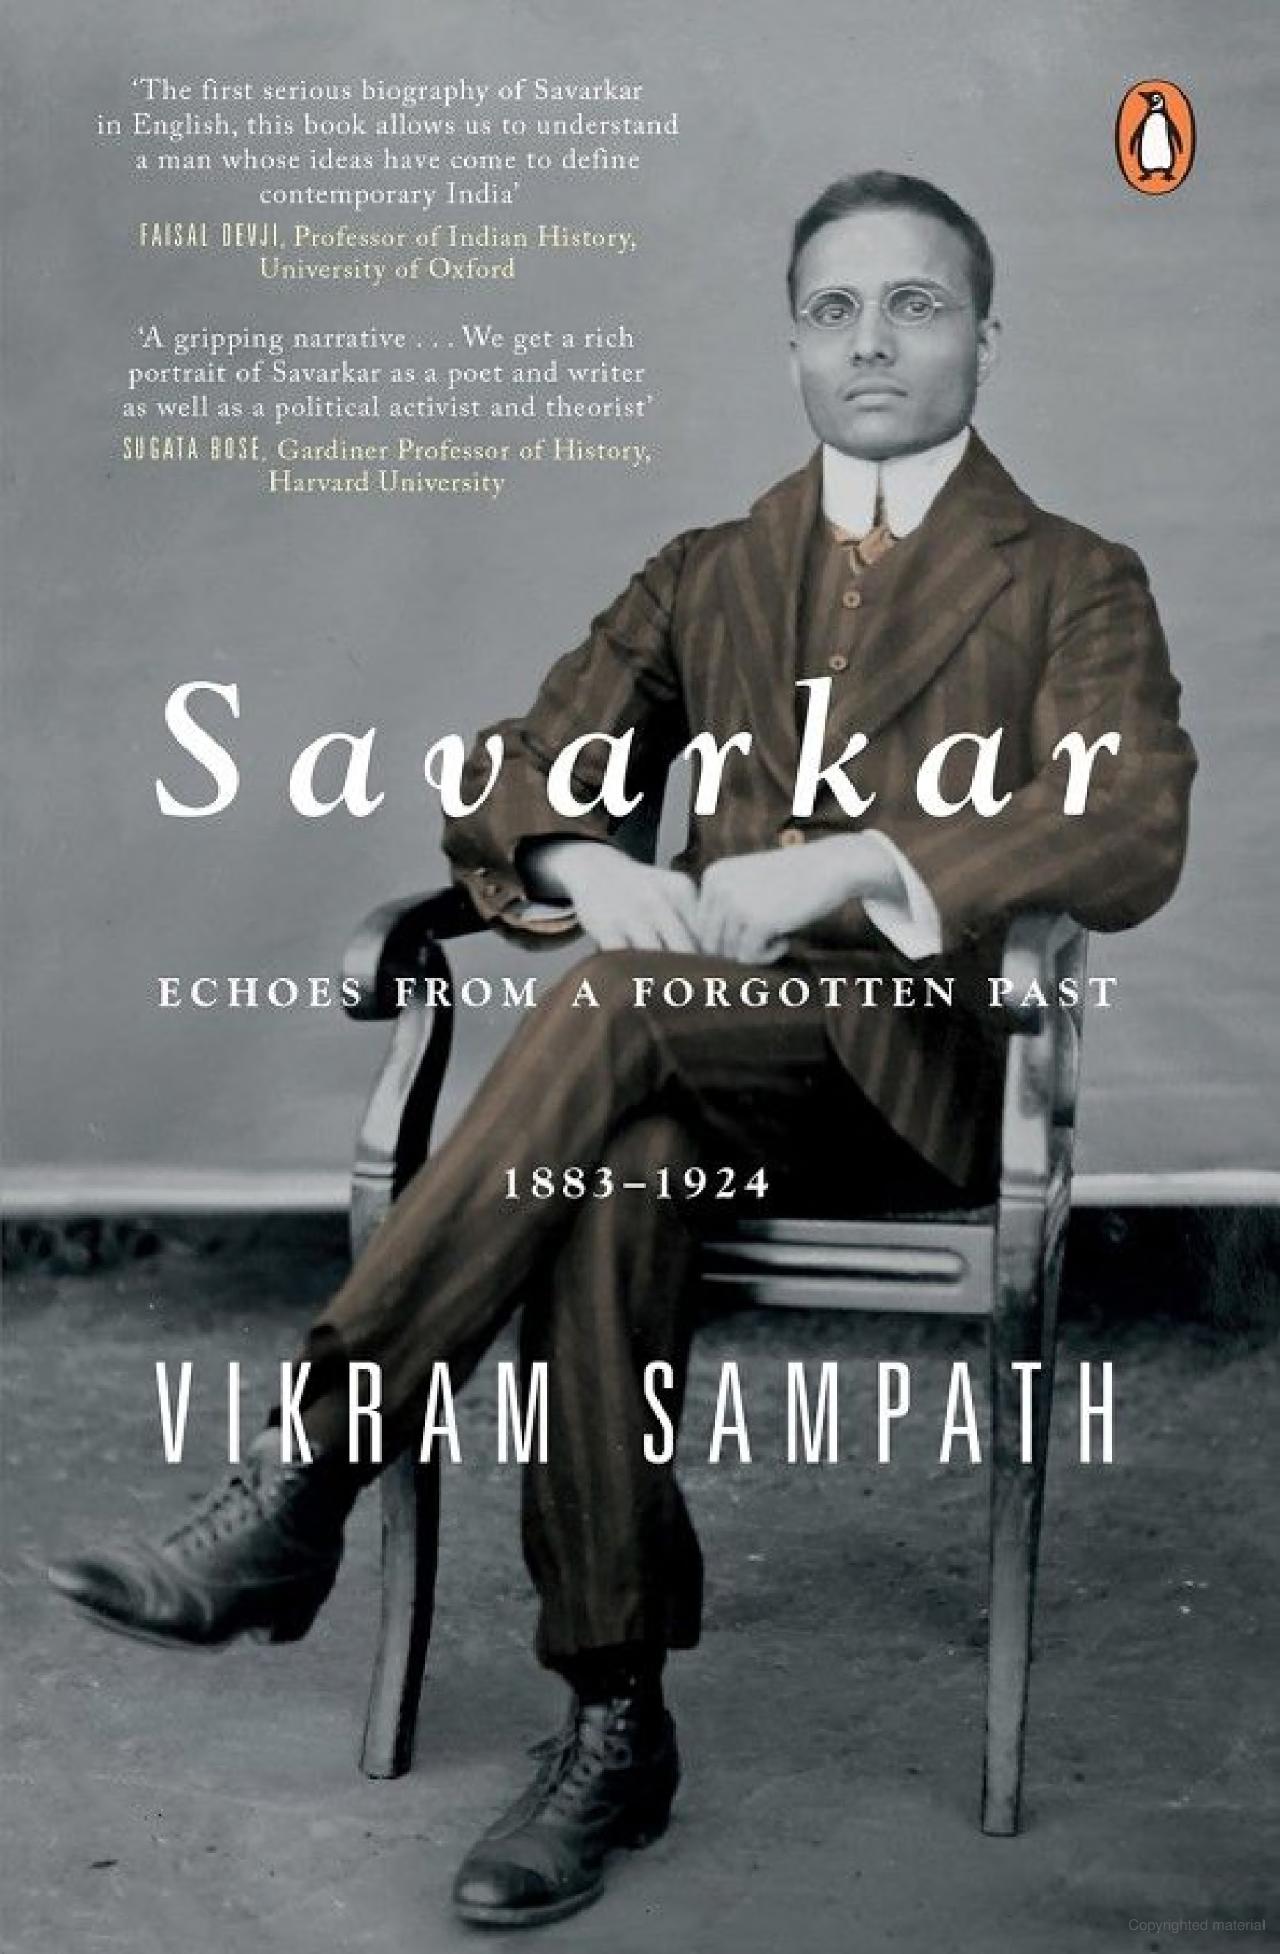 ‘The first serious biography of Savarkar
in English, this book allows us to understand
a man whose ideas have come to define
contemporary India’
FAISAL DEVJI, Professor of Indian History,
University of Oxford
‘A gripping narrative . . . We get a rich
portrait of Savarkar as a poet and writer
as well as a political activist and theorist’
SUGATA BOSE, Gardiner Professor of History,
Harvard University
Savarkar
ECHOES FROM A FORGOTTEN PAST
1883–1924
VIKRAM SAMPATH
Copyrighted material